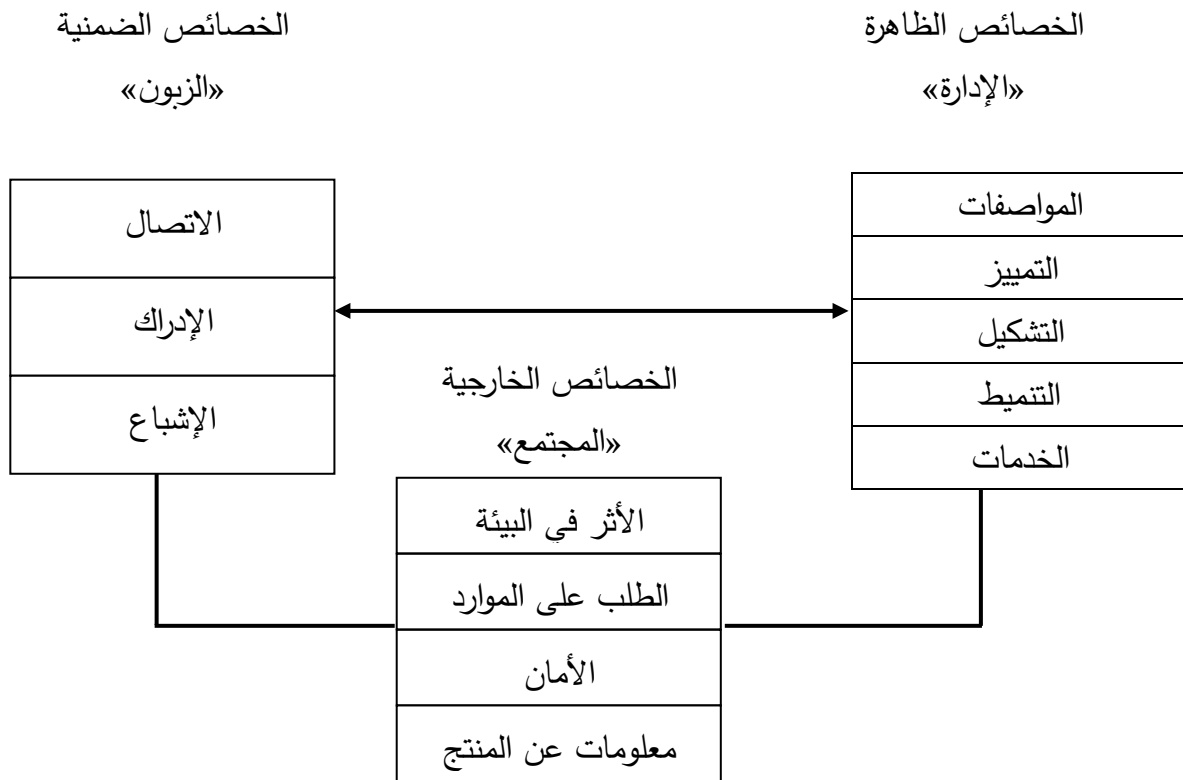 الخصائص الظاهرة
«الإدارة»
المواصفات
التمييز
التشكيل
التنميط
الخدمات
الخصائص الضمنية
«الزبون»
الاتصال
الإدراك
الإشباع
الخصائص الخارجية
«المجتمع»
الأثر في البيئة
الطلب على الموارد
الأمان
معلومات عن المنتج